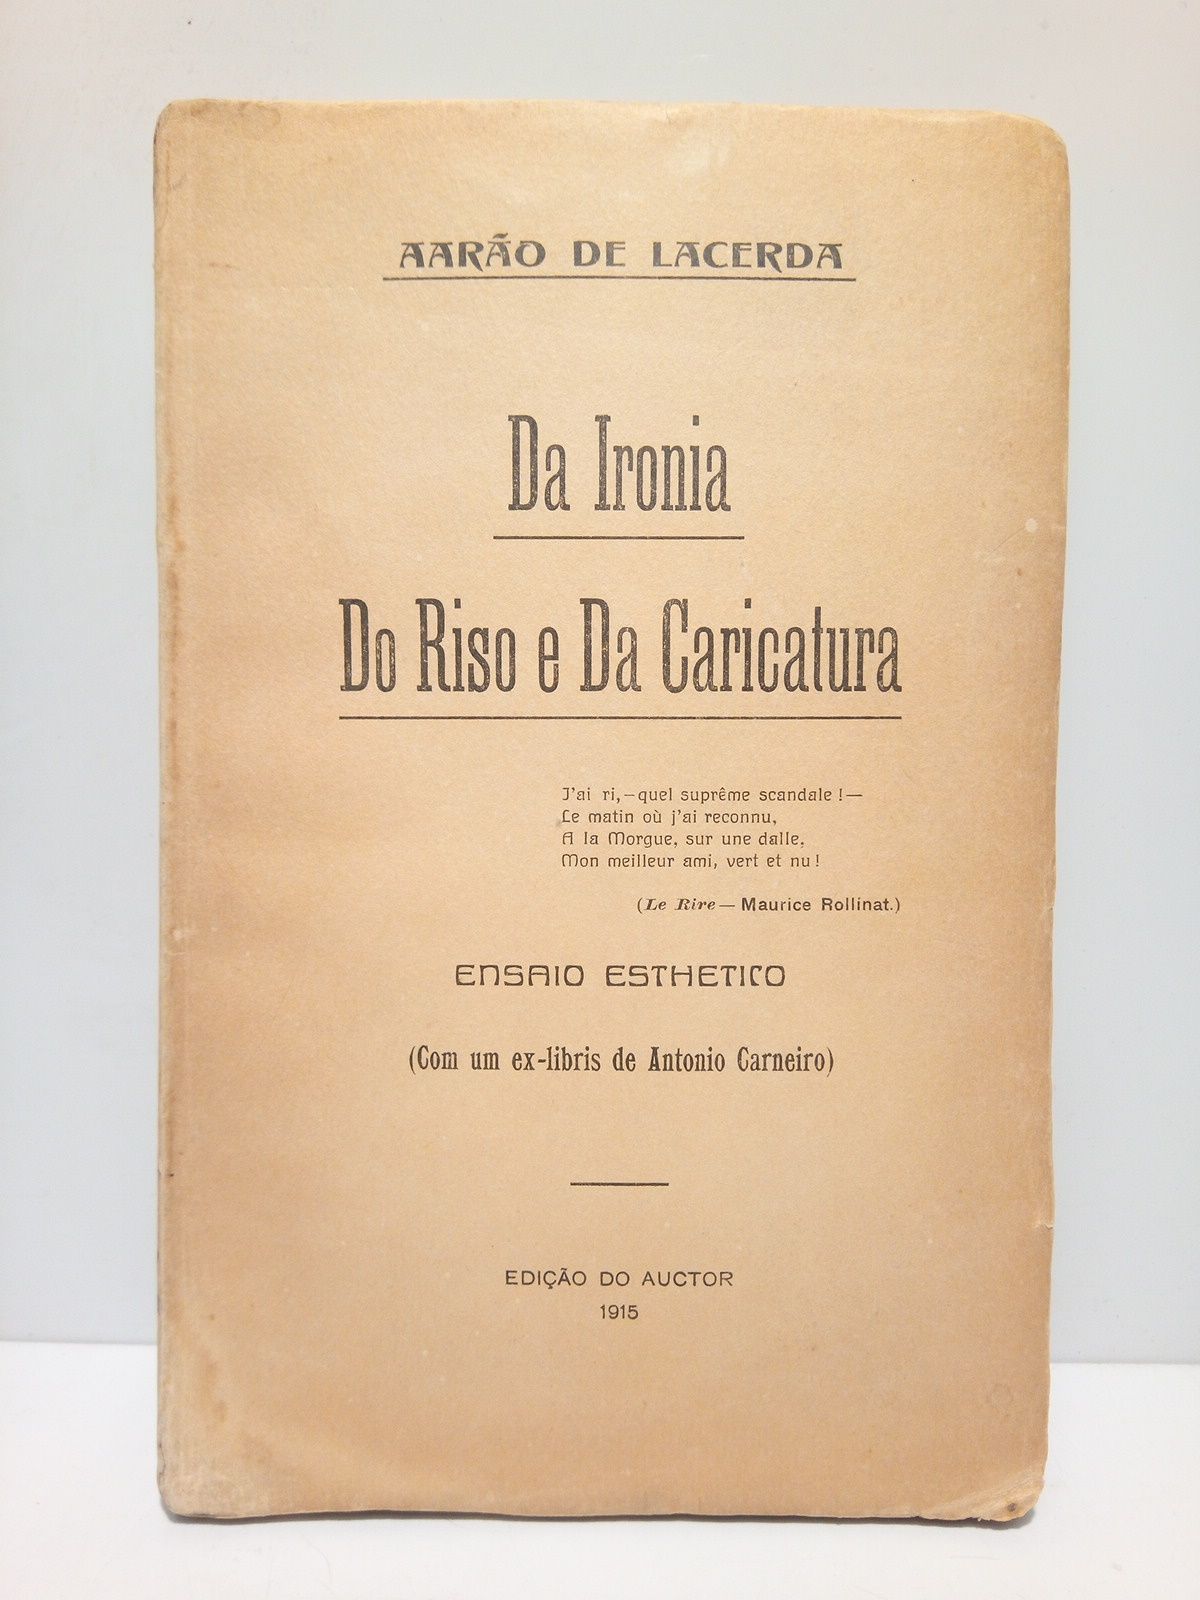 AARÃO DE LACERDA
Da Ironia
Do Riso e Da Caricatura
J'ai ri,—quel suprême scandale !—
Le matin où j'ai reconnu,
A la Morgue, sur une dalle,
Mon meilleur ami, vert et nu !
(Le Rire — Maurice Rollinat.)
ENSAIO ESTHETICO
(Com um ex-libris de Antonio Carneiro)
EDIÇÃO DO AUCTOR
1915